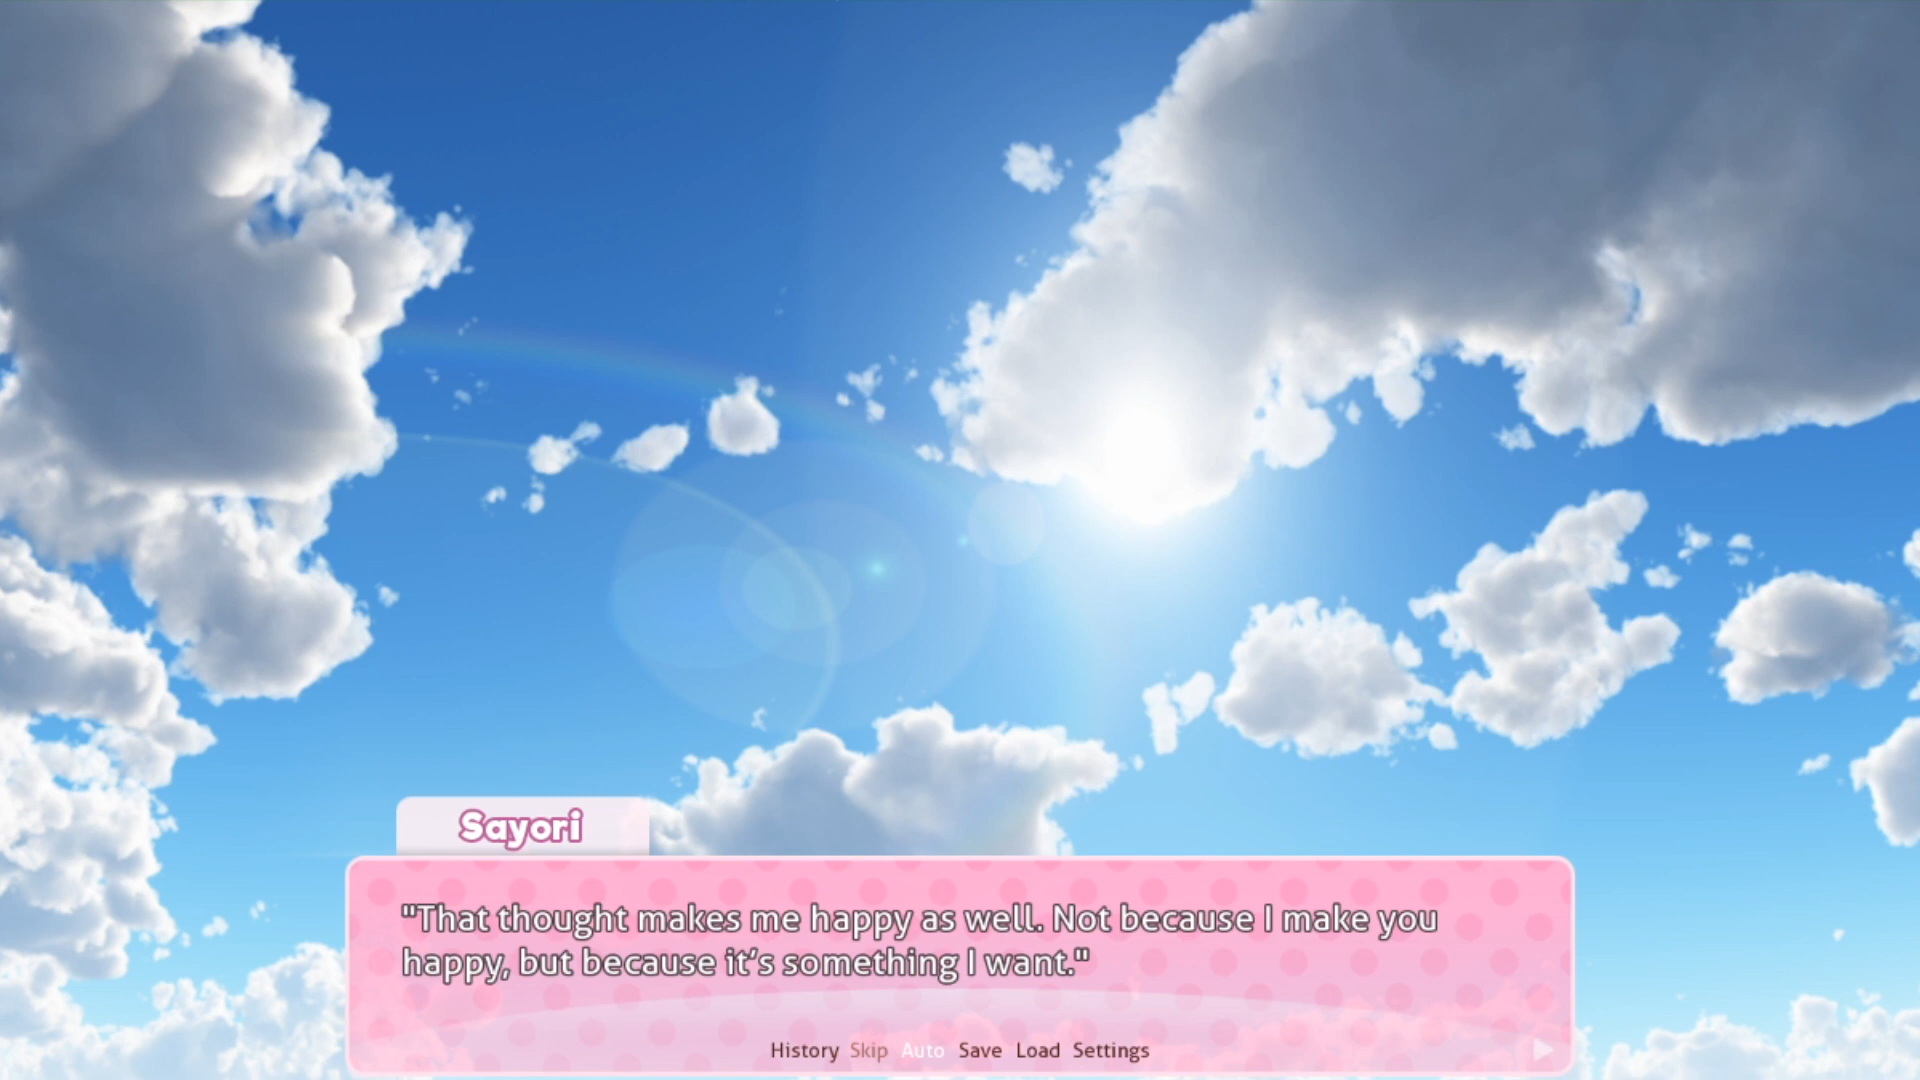 Sayori
"That thought makes me happy as well. Not because I make you
happy, but because it's something I want."
History Skip Auto Save Load Settings